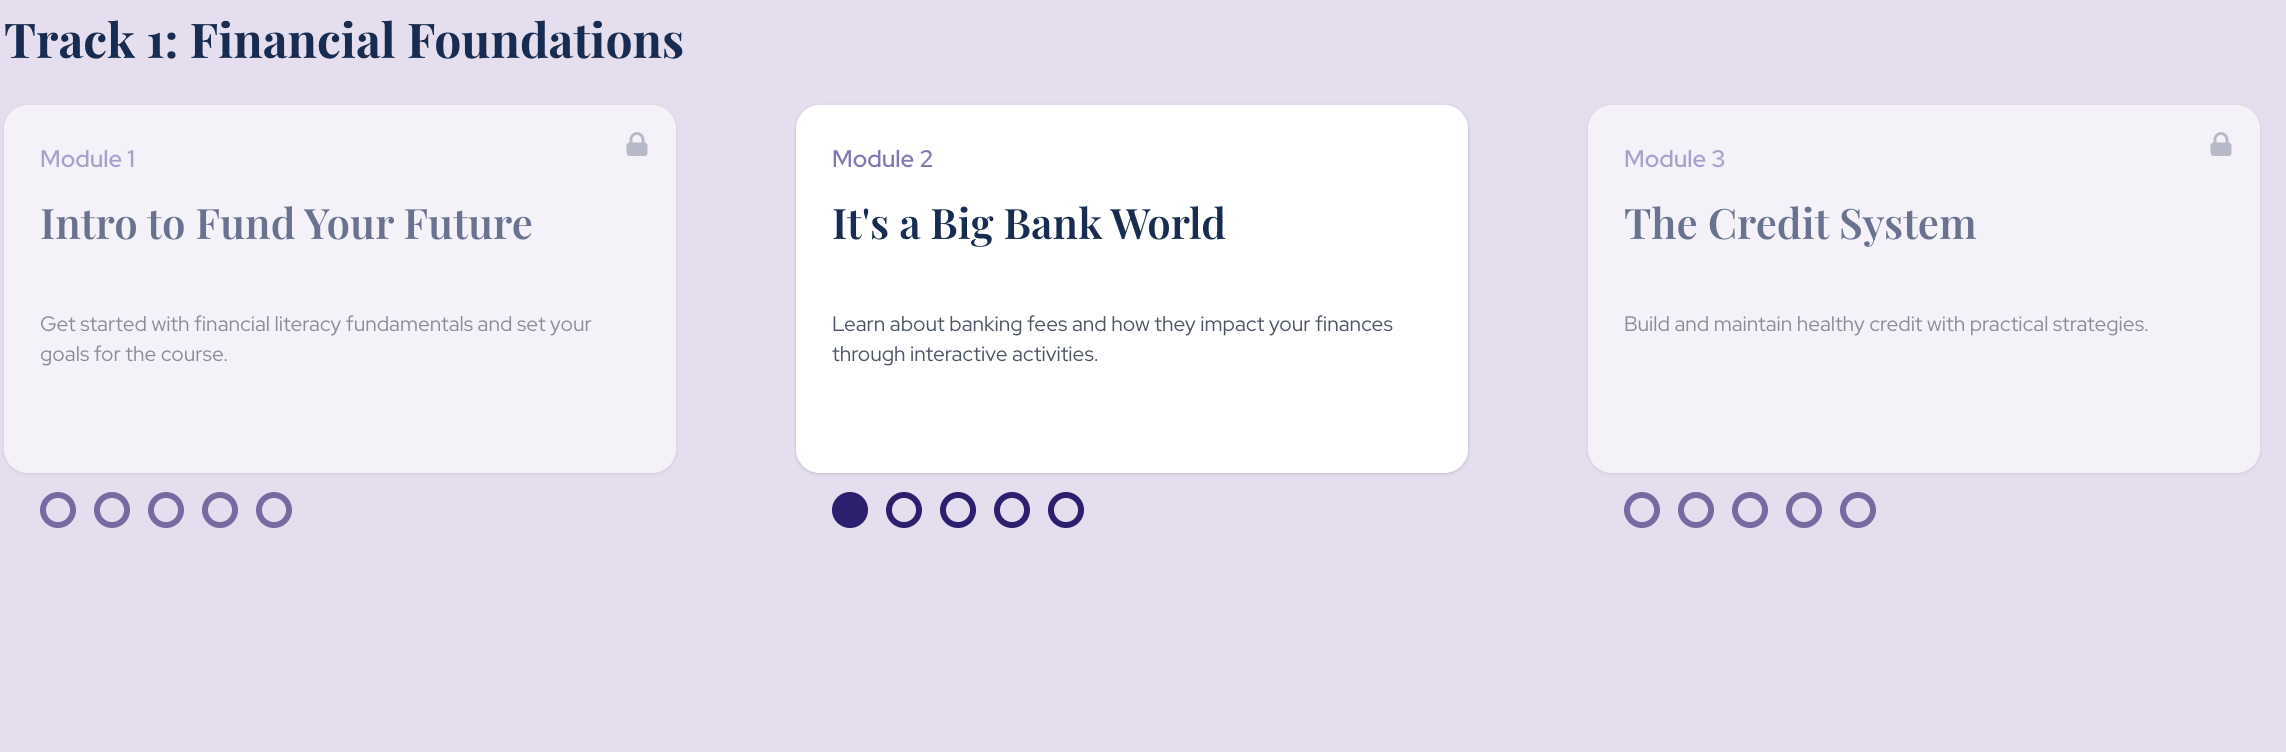 Track 1: Financial Foundations
Module 1
Intro to Fund Your Future
Get started with financial literacy fundamentals and set your
goals for the course.
Module 2
It's a Big Bank World
Learn about banking fees and how they impact your finances
through interactive activities.
Module 3
The Credit System
Build and maintain healthy credit with practical strategies.